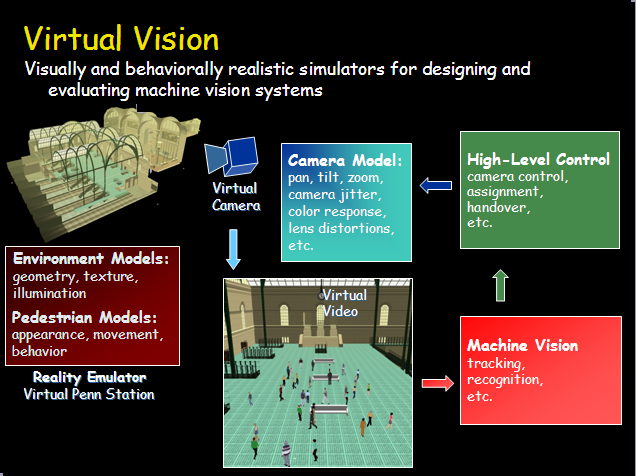 Virtual Vision
Visually and behaviorally realistic simulators for designing and
evaluating machine vision systems
Virtual
Camera
Camera Model:
pan, tilt, zoom,
camera jitter,
color response,
lens distortions,
etc.
High-Level Control
camera control,
assignment,
handover,
etc.
Environment Models:
geometry, texture,
illumination
Pedestrian Models:
appearance, movement,
behavior
Reality Emulator
Virtual Penn Station
Virtual
Video
Machine Vision
tracking,
recognition,
etc.